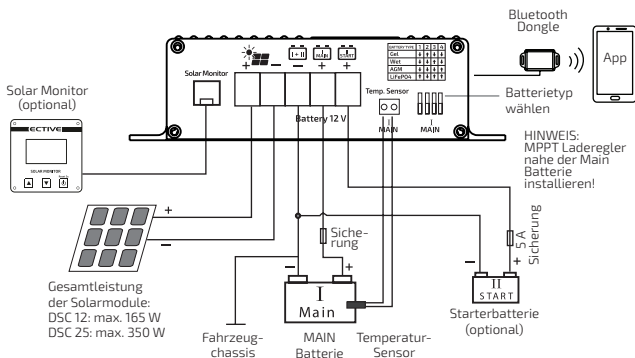 Bluetooth
Dongle
App
BATTERY TYPE 1 2 3 4
Gel
Wet
AGM
LiFePO4
I + II
MAIN
START
+ − − + +
Solar Monitor
Temp. Sensor
Battery 12 V
I
MAIN
I
MAIN
Batterietyp
wählen
HINWEIS:
MPPT Laderegler
nahe der Main
Batterie
installieren!
Solar Monitor
(optional)
ECTIVE
SOLAR MONITOR
+
−
Siche-
rung
5 A
Sicherung
− +
I
Main
− +
II
START
Gesamtleistung
der Solarmodule:
DSC 12: max. 165 W
DSC 25: max. 350 W
Fahrzeug-
chassis
MAIN
Batterie
Temperatur-
Sensor
Starterbatterie
(optional)